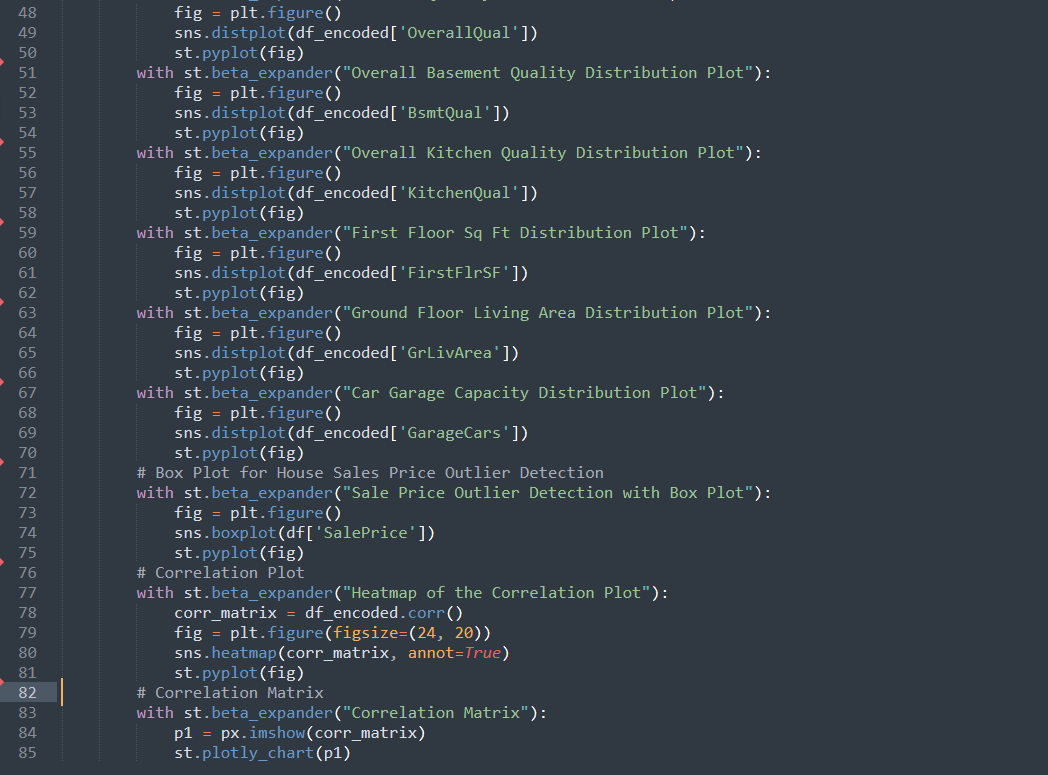 48 fig = plt.figure()
49 sns.distplot(df_encoded['OverallQual'])
50 st.pyplot(fig)
51 with st.beta_expander("Overall Basement Quality Distribution Plot"):
52 fig = plt.figure()
53 sns.distplot(df_encoded['BsmtQual'])
54 st.pyplot(fig)
55 with st.beta_expander("Overall Kitchen Quality Distribution Plot"):
56 fig = plt.figure()
57 sns.distplot(df_encoded['KitchenQual'])
58 st.pyplot(fig)
59 with st.beta_expander("First Floor Sq Ft Distribution Plot"):
60 fig = plt.figure()
61 sns.distplot(df_encoded['FirstFlrSF'])
62 st.pyplot(fig)
63 with st.beta_expander("Ground Floor Living Area Distribution Plot"):
64 fig = plt.figure()
65 sns.distplot(df_encoded['GrLivArea'])
66 st.pyplot(fig)
67 with st.beta_expander("Car Garage Capacity Distribution Plot"):
68 fig = plt.figure()
69 sns.distplot(df_encoded['GarageCars'])
70 st.pyplot(fig)
71 # Box Plot for House Sales Price Outlier Detection
72 with st.beta_expander("Sale Price Outlier Detection with Box Plot"):
73 fig = plt.figure()
74 sns.boxplot(df['SalePrice'])
75 st.pyplot(fig)
76 # Correlation Plot
77 with st.beta_expander("Heatmap of the Correlation Plot"):
78 corr_matrix = df_encoded.corr()
79 fig = plt.figure(figsize=(24, 20))
80 sns.heatmap(corr_matrix, annot=True)
81 st.pyplot(fig)
82 # Correlation Matrix
83 with st.beta_expander("Correlation Matrix"):
84 p1 = px.imshow(corr_matrix)
85 st.plotly_chart(p1)